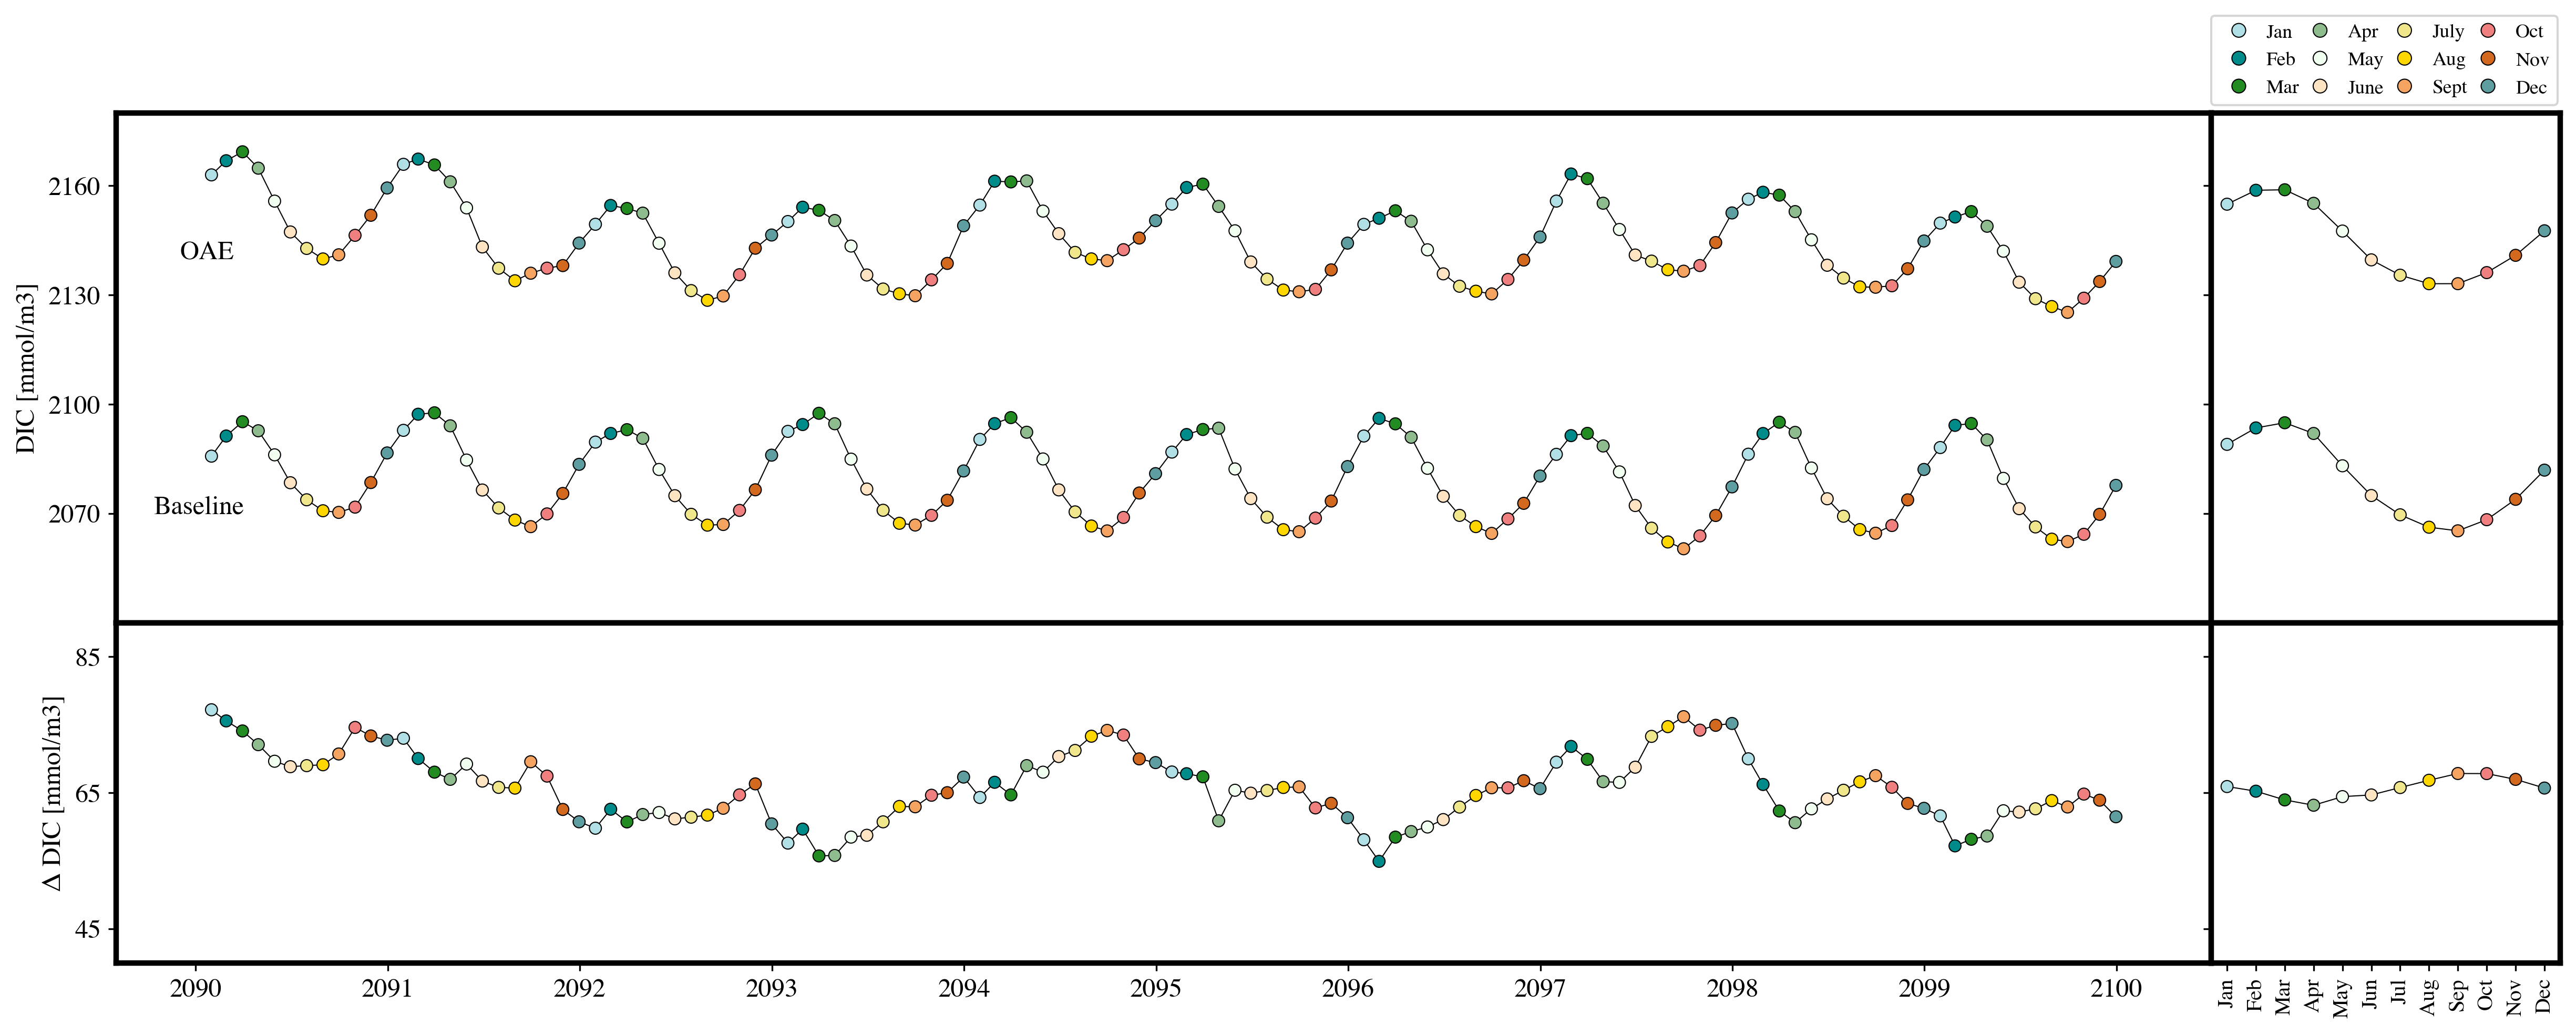 Jan Apr July Oct
Feb May Aug Nov
Mar June Sept Dec
DIC [mmol/m3]
2160
2130
2100
2070
OAE
Baseline
Δ DIC [mmol/m3]
85
65
45
2090 2091 2092 2093 2094 2095 2096 2097 2098 2099 2100
Jan Feb Mar Apr May Jun Jul Aug Sep Oct Nov Dec